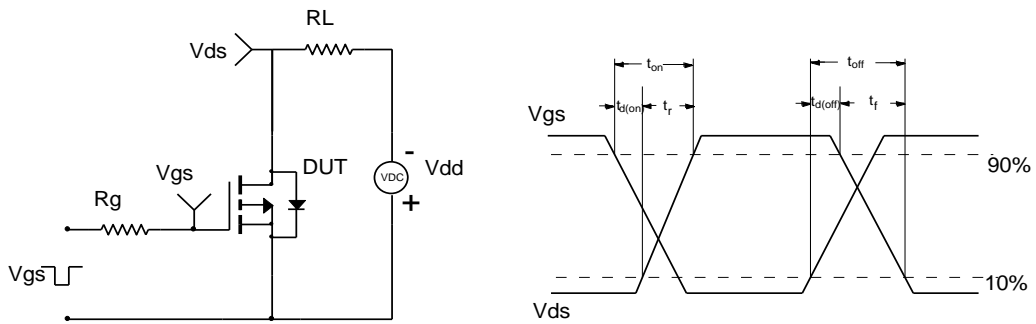 RL
Vds
DUT
Vgs
VDC
-
+
Vdd
Rg
Vgs
ton
toff
td(on)
tr
td(off)
tf
Vgs
90%
10%
Vds